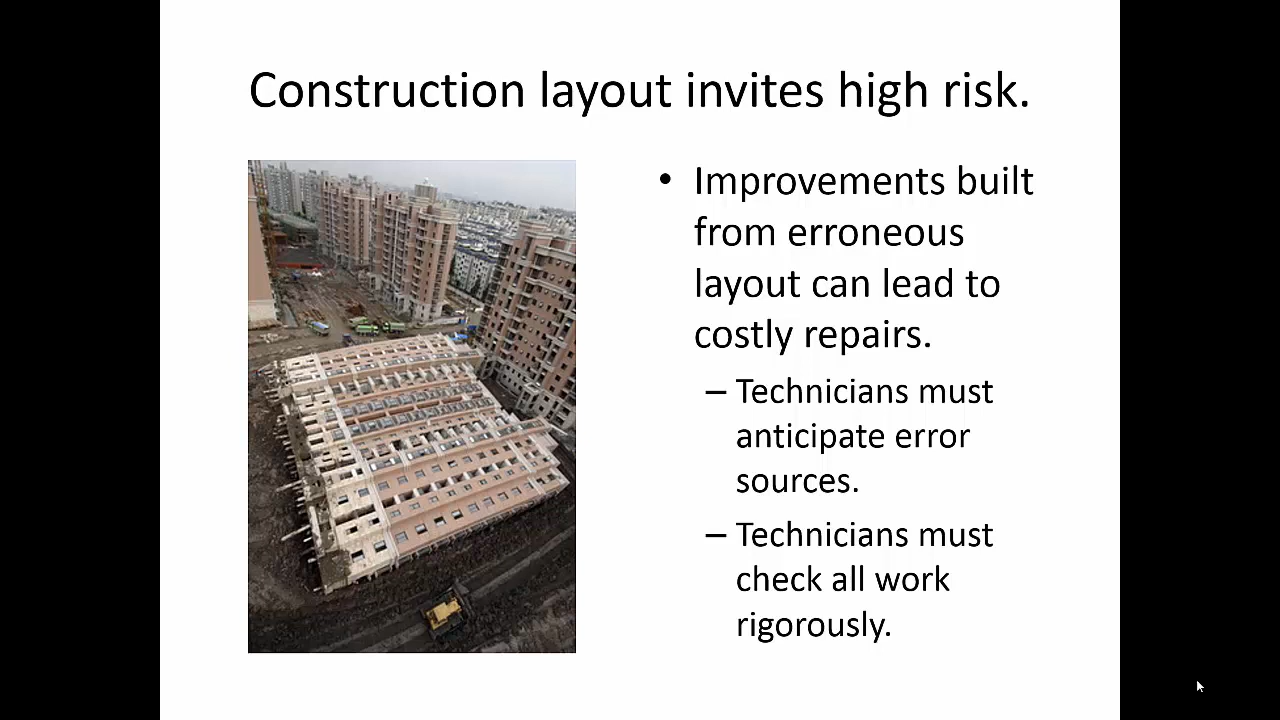 Construction layout invites high risk.
• Improvements built
from erroneous
layout can lead to
costly repairs.
– Technicians must
anticipate error
sources.
– Technicians must
check all work
rigorously.